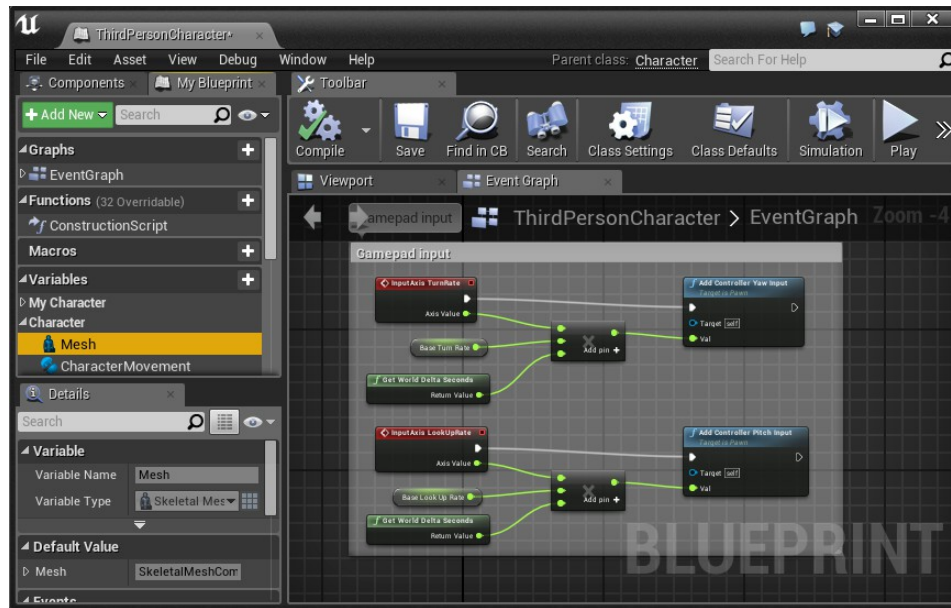 ThirdPersonCharacter*
File Edit Asset View Debug Window Help Parent class: Character Search For Help
Components My Blueprint Toolbar
+ Add New Search
Compile Save Find in CB Search Class Settings Class Defaults Simulation Play
Graphs
EventGraph
Functions (32 Overridable)
ConstructionScript
Macros
Variables
My Character
Character
Mesh
CharacterMovement
Details
Search
Variable
Variable Name Mesh
Variable Type Skeletal Mes
Default Value
Mesh SkeletalMeshCom
Events
Viewport Event Graph
amepad input ThirdPersonCharacter > EventGraph Zoom -4
Gamepad input
InputAxis TurnRate
Axis Value
Base Turn Rate
Get World Delta Seconds
Return Value
Add pin +
Add Controller Yaw Input
Target is Pawn
Target self
Val
InputAxis LookUpRate
Axis Value
Base Look Up Rate
Get World Delta Seconds
Return Value
Add pin +
Add Controller Pitch Input
Target is Pawn
Target self
Val
BLUEPRINT